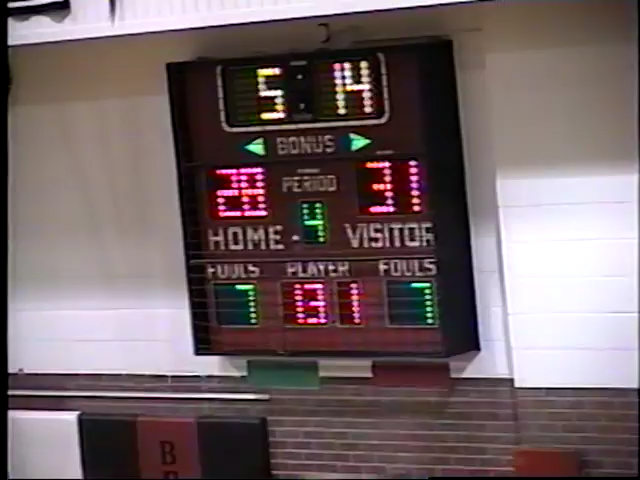 5:14
BONUS
28 PERIOD 31
HOME 4 VISITOR
FOULS PLAYER FOULS
7 8 1 7
B